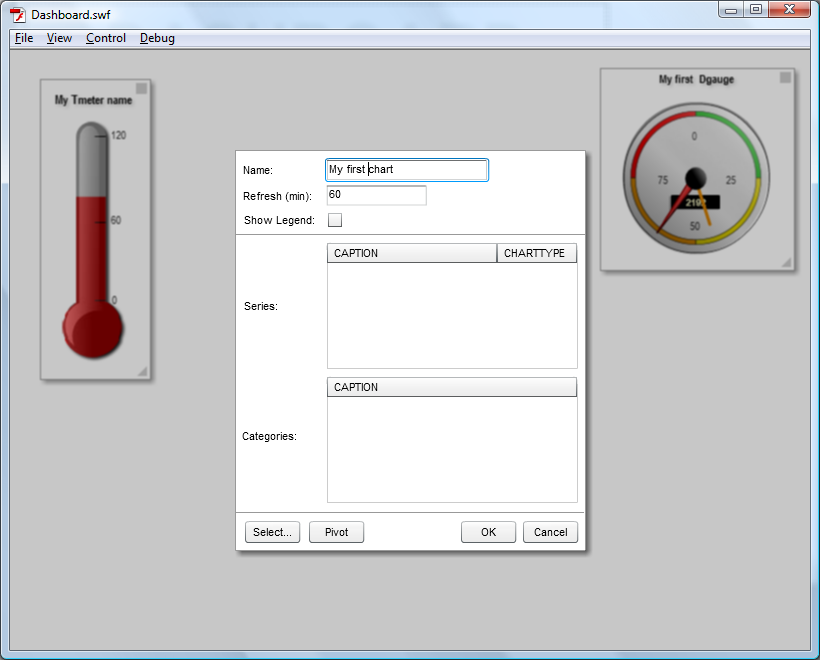 Dashboard.swf
File View Control Debug
My Tmeter name
120
60
0
My first Dgauge
0
75 25
2192
50
Name: My first chart
Refresh (min): 60
Show Legend:
Series:
CAPTION CHARTTYPE
Categories:
CAPTION
Select... Pivot OK Cancel